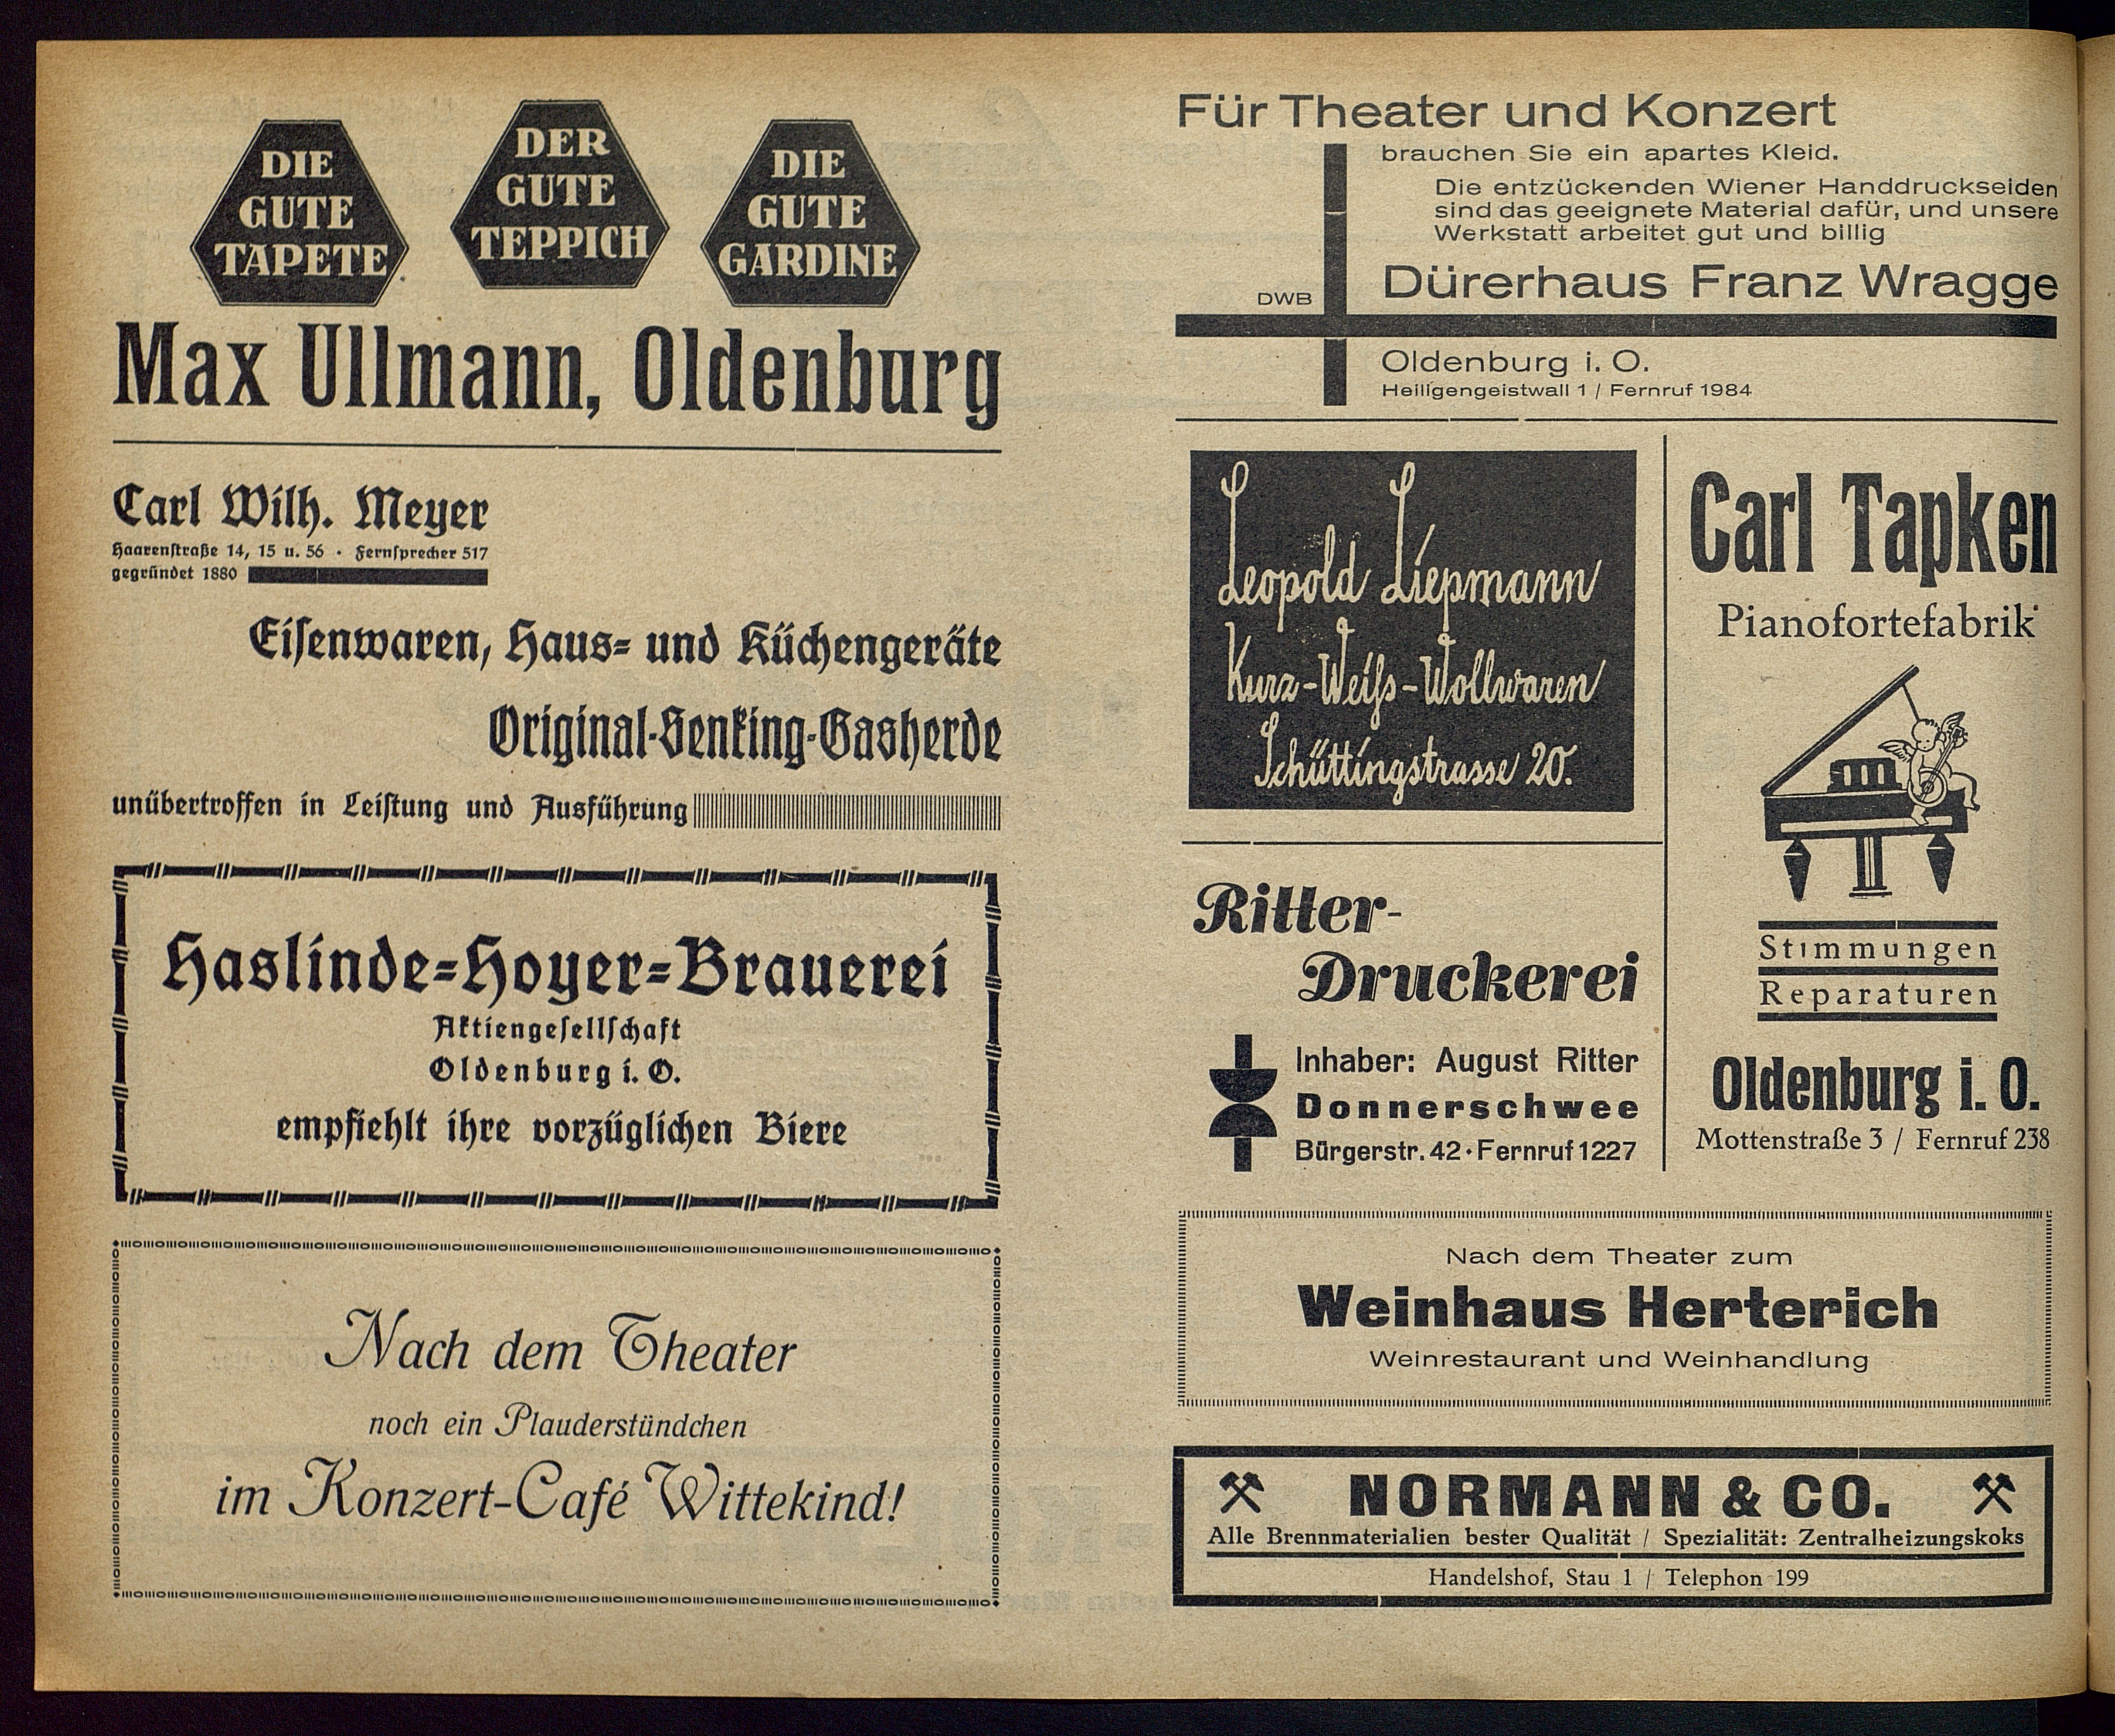 DIE
GUTE
TAPETE
DER
GUTE
TEPPICH
DIE
GUTE
GARDINE
Max Ullmann, Oldenburg
Carl Wilh. Meyer
Haarenſtraße 14, 15 u. 56 · Fernſprecher 517
gegründet 1880
Eiſenwaren, Haus- und Küchengeräte
Original-Senking-Gasherde
unübertroffen in Leiſtung und Ausführung
Haslinde-Hoyer-Brauerei
Aktiengeſellſchaft
Oldenburg i. O.
empfiehlt ihre vorzüglichen Biere
Nach dem Theater
noch ein Plauderstündchen
im Konzert-Café Wittekind!
Für Theater und Konzert
brauchen Sie ein apartes Kleid.
Die entzückenden Wiener Handdruckseiden
sind das geeignete Material dafür, und unsere
Werkstatt arbeitet gut und billig
DWB
Dürerhaus Franz Wragge
Oldenburg i. O.
Heiligengeistwall 1 / Fernruf 1984
Leopold Liepmann
Kurz-Weiſs-Wollwaren
Schüttingstrasse 20.
Ritter-
Druckerei
Inhaber: August Ritter
Donnerschwee
Bürgerstr. 42 · Fernruf 1227
Carl Tapken
Pianofortefabrik
Stimmungen
Reparaturen
Oldenburg i. O.
Mottenstraße 3 / Fernruf 238
Nach dem Theater zum
Weinhaus Herterich
Weinrestaurant und Weinhandlung
NORMANN & CO.
Alle Brennmaterialien bester Qualität / Spezialität: Zentralheizungskoks
Handelshof, Stau 1 / Telephon 199